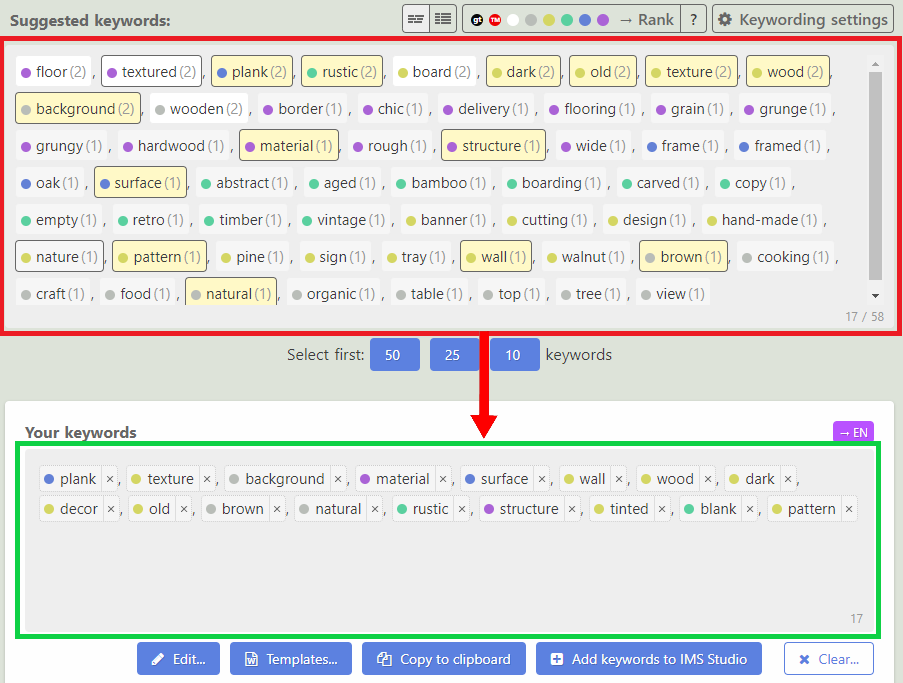 Suggested keywords:
gt TM → Rank ? Keywording settings
floor (2) , textured (2) , plank (2) , rustic (2) , board (2) , dark (2) , old (2) , texture (2) , wood (2) ,
background (2) , wooden (2) , border (1) , chic (1) , delivery (1) , flooring (1) , grain (1) , grunge (1) ,
grungy (1) , hardwood (1) , material (1) , rough (1) , structure (1) , wide (1) , frame (1) , framed (1) ,
oak (1) , surface (1) , abstract (1) , aged (1) , bamboo (1) , boarding (1) , carved (1) , copy (1) ,
empty (1) , retro (1) , timber (1) , vintage (1) , banner (1) , cutting (1) , design (1) , hand-made (1) ,
nature (1) , pattern (1) , pine (1) , sign (1) , tray (1) , wall (1) , walnut (1) , brown (1) , cooking (1) ,
craft (1) , food (1) , natural (1) , organic (1) , table (1) , top (1) , tree (1) , view (1)
17 / 58
Select first: 50 25 10 keywords
Your keywords → EN
plank × , texture × , background × , material × , surface × , wall × , wood × , dark × ,
decor × , old × , brown × , natural × , rustic × , structure × , tinted × , blank × , pattern ×
17
Edit... W Templates... Copy to clipboard Add keywords to IMS Studio × Clear...